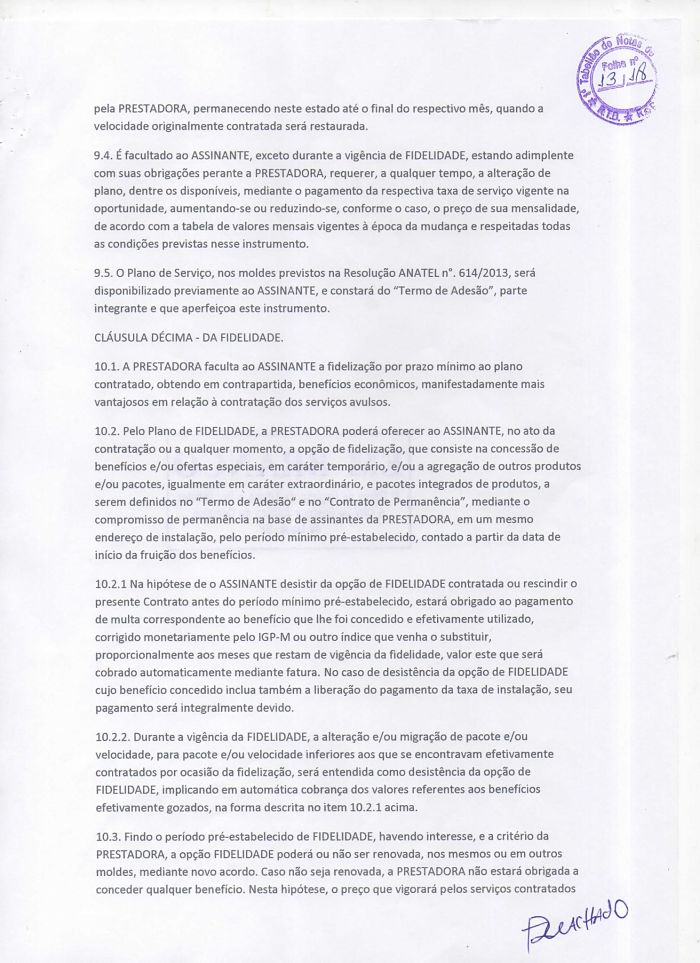 1º Tabelião de Notas de
Folha nº
13/18
R.T.D. ★
pela PRESTADORA, permanecendo neste estado até o final do respectivo mês, quando a
velocidade originalmente contratada será restaurada.
9.4. É facultado ao ASSINANTE, exceto durante a vigência de FIDELIDADE, estando adimplente
com suas obrigações perante a PRESTADORA, requerer, a qualquer tempo, a alteração de
plano, dentre os disponíveis, mediante o pagamento da respectiva taxa de serviço vigente na
oportunidade, aumentando-se ou reduzindo-se, conforme o caso, o preço de sua mensalidade,
de acordo com a tabela de valores mensais vigentes à época da mudança e respeitadas todas
as condições previstas nesse instrumento.
9.5. O Plano de Serviço, nos moldes previstos na Resolução ANATEL n°. 614/2013, será
disponibilizado previamente ao ASSINANTE, e constará do “Termo de Adesão”, parte
integrante e que aperfeiçoa este instrumento.
CLÁUSULA DÉCIMA - DA FIDELIDADE.
10.1. A PRESTADORA faculta ao ASSINANTE a fidelização por prazo mínimo ao plano
contratado, obtendo em contrapartida, benefícios econômicos, manifestadamente mais
vantajosos em relação à contratação dos serviços avulsos.
10.2. Pelo Plano de FIDELIDADE, a PRESTADORA poderá oferecer ao ASSINANTE, no ato da
contratação ou a qualquer momento, a opção de fidelização, que consiste na concessão de
benefícios e/ou ofertas especiais, em caráter temporário, e/ou a agregação de outros produtos
e/ou pacotes, igualmente em caráter extraordinário, e pacotes integrados de produtos, a
serem definidos no “Termo de Adesão“ e no “Contrato de Permanência”, mediante o
compromisso de permanência na base de assinantes da PRESTADORA, em um mesmo
endereço de instalação, pelo período mínimo pré-estabelecido, contado a partir da data de
início da fruição dos benefícios.
10.2.1 Na hipótese de o ASSINANTE desistir da opção de FIDELIDADE contratada ou rescindir o
presente Contrato antes do período mínimo pré-estabelecido, estará obrigado ao pagamento
de multa correspondente ao benefício que lhe foi concedido e efetivamente utilizado,
corrigido monetariamente pelo IGP-M ou outro índice que venha o substituir,
proporcionalmente aos meses que restam de vigência da fidelidade, valor este que será
cobrado automaticamente mediante fatura. No caso de desistência da opção de FIDELIDADE
cujo benefício concedido inclua também a liberação do pagamento da taxa de instalação, seu
pagamento será integralmente devido.
10.2.2. Durante a vigência da FIDELIDADE, a alteração e/ou migração de pacote e/ou
velocidade, para pacote e/ou velocidade inferiores aos que se encontravam efetivamente
contratados por ocasião da fidelização, será entendida como desistência da opção de
FIDELIDADE, implicando em automática cobrança dos valores referentes aos benefícios
efetivamente gozados, na forma descrita no item 10.2.1 acima.
10.3. Findo o período pré-estabelecido de FIDELIDADE, havendo interesse, e a critério da
PRESTADORA, a opção FIDELIDADE poderá ou não ser renovada, nos mesmos ou em outros
moldes, mediante novo acordo. Caso não seja renovada, a PRESTADORA não estará obrigada a
conceder qualquer benefício. Nesta hipótese, o preço que vigorará pelos serviços contratados